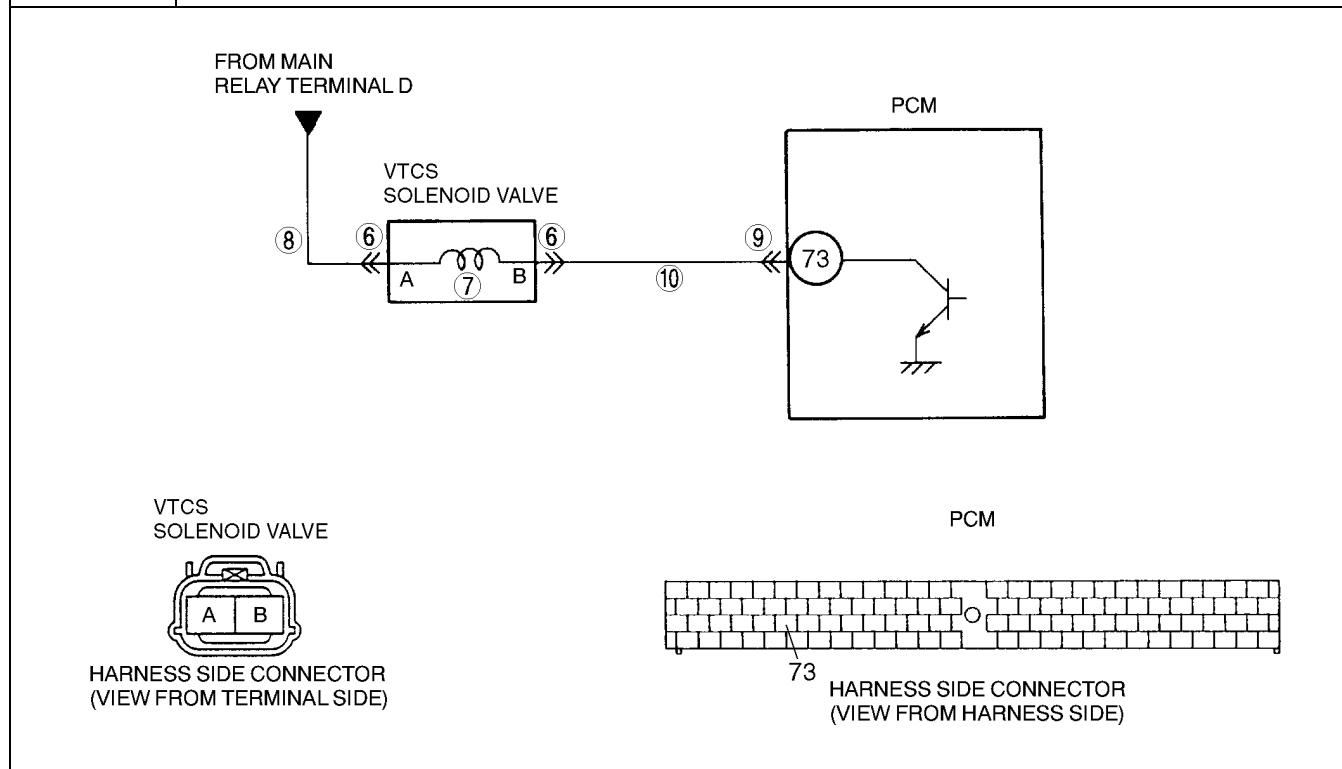 FROM MAIN
RELAY TERMINAL D
PCM
VTCS
SOLENOID VALVE
8
6
6
9
73
A
7
B
10
VTCS
SOLENOID VALVE
PCM
A
B
73
HARNESS SIDE CONNECTOR
(VIEW FROM TERMINAL SIDE)
HARNESS SIDE CONNECTOR
(VIEW FROM HARNESS SIDE)